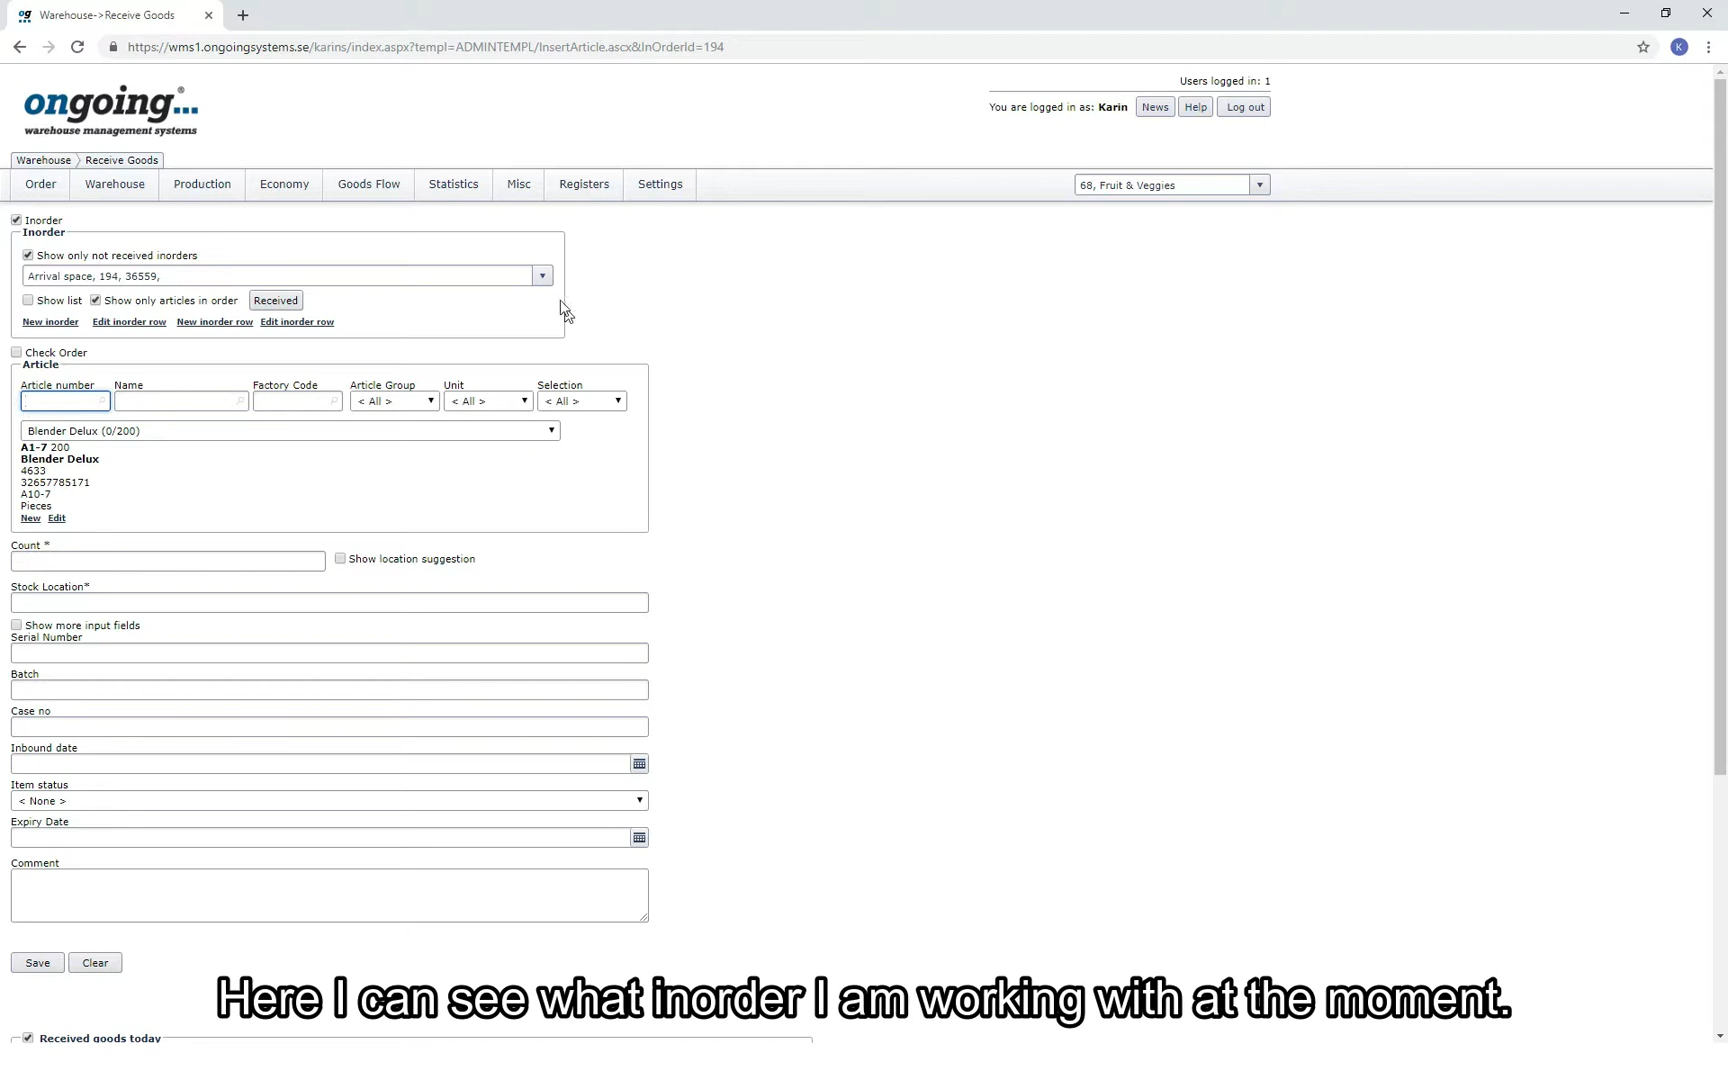 Warehouse->Receive Goods
https://wms1.ongoingsystems.se/karins/index.aspx?templ=ADMINTEMPL/InsertArticle.ascx&InOrderId=194
K
Users logged in: 1
ongoing...®
warehouse management systems
You are logged in as: Karin News Help Log out
Warehouse Receive Goods
Order Warehouse Production Economy Goods Flow Statistics Misc Registers Settings 68, Fruit & Veggies
Inorder
Inorder
Show only not received inorders
Arrival space, 194, 36559,
Show list Show only articles in order Received
New inorder Edit inorder row New inorder row Edit inorder row
Check Order
Article
Article number Name Factory Code Article Group Unit Selection
< All > < All > < All >
Blender Delux (0/200)
A1-7 200
Blender Delux
4633
32657785171
A10-7
Pieces
New Edit
Count *
Show location suggestion
Stock Location*
Show more input fields
Serial Number
Batch
Case no
Inbound date
Item status
< None >
Expiry Date
Comment
Save Clear
Here I can see what inorder I am working with at the moment.
Received goods today